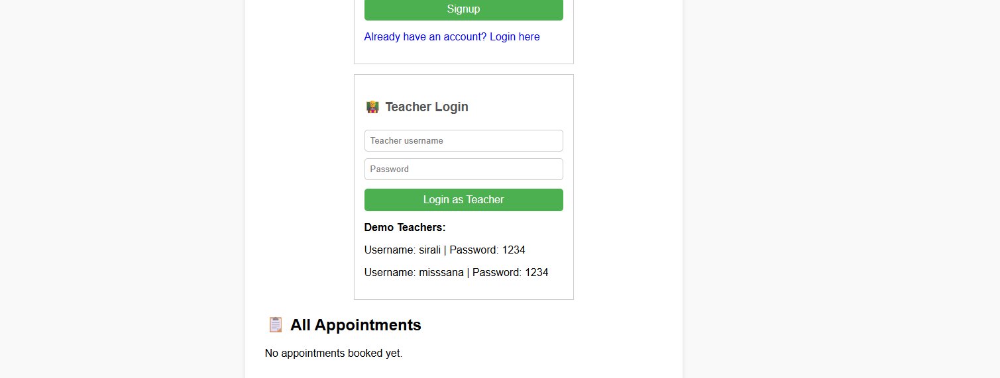 Signup
Already have an account? Login here
Teacher Login
Teacher username
Password
Login as Teacher
Demo Teachers:
Username: sirali | Password: 1234
Username: misssana | Password: 1234
All Appointments
No appointments booked yet.